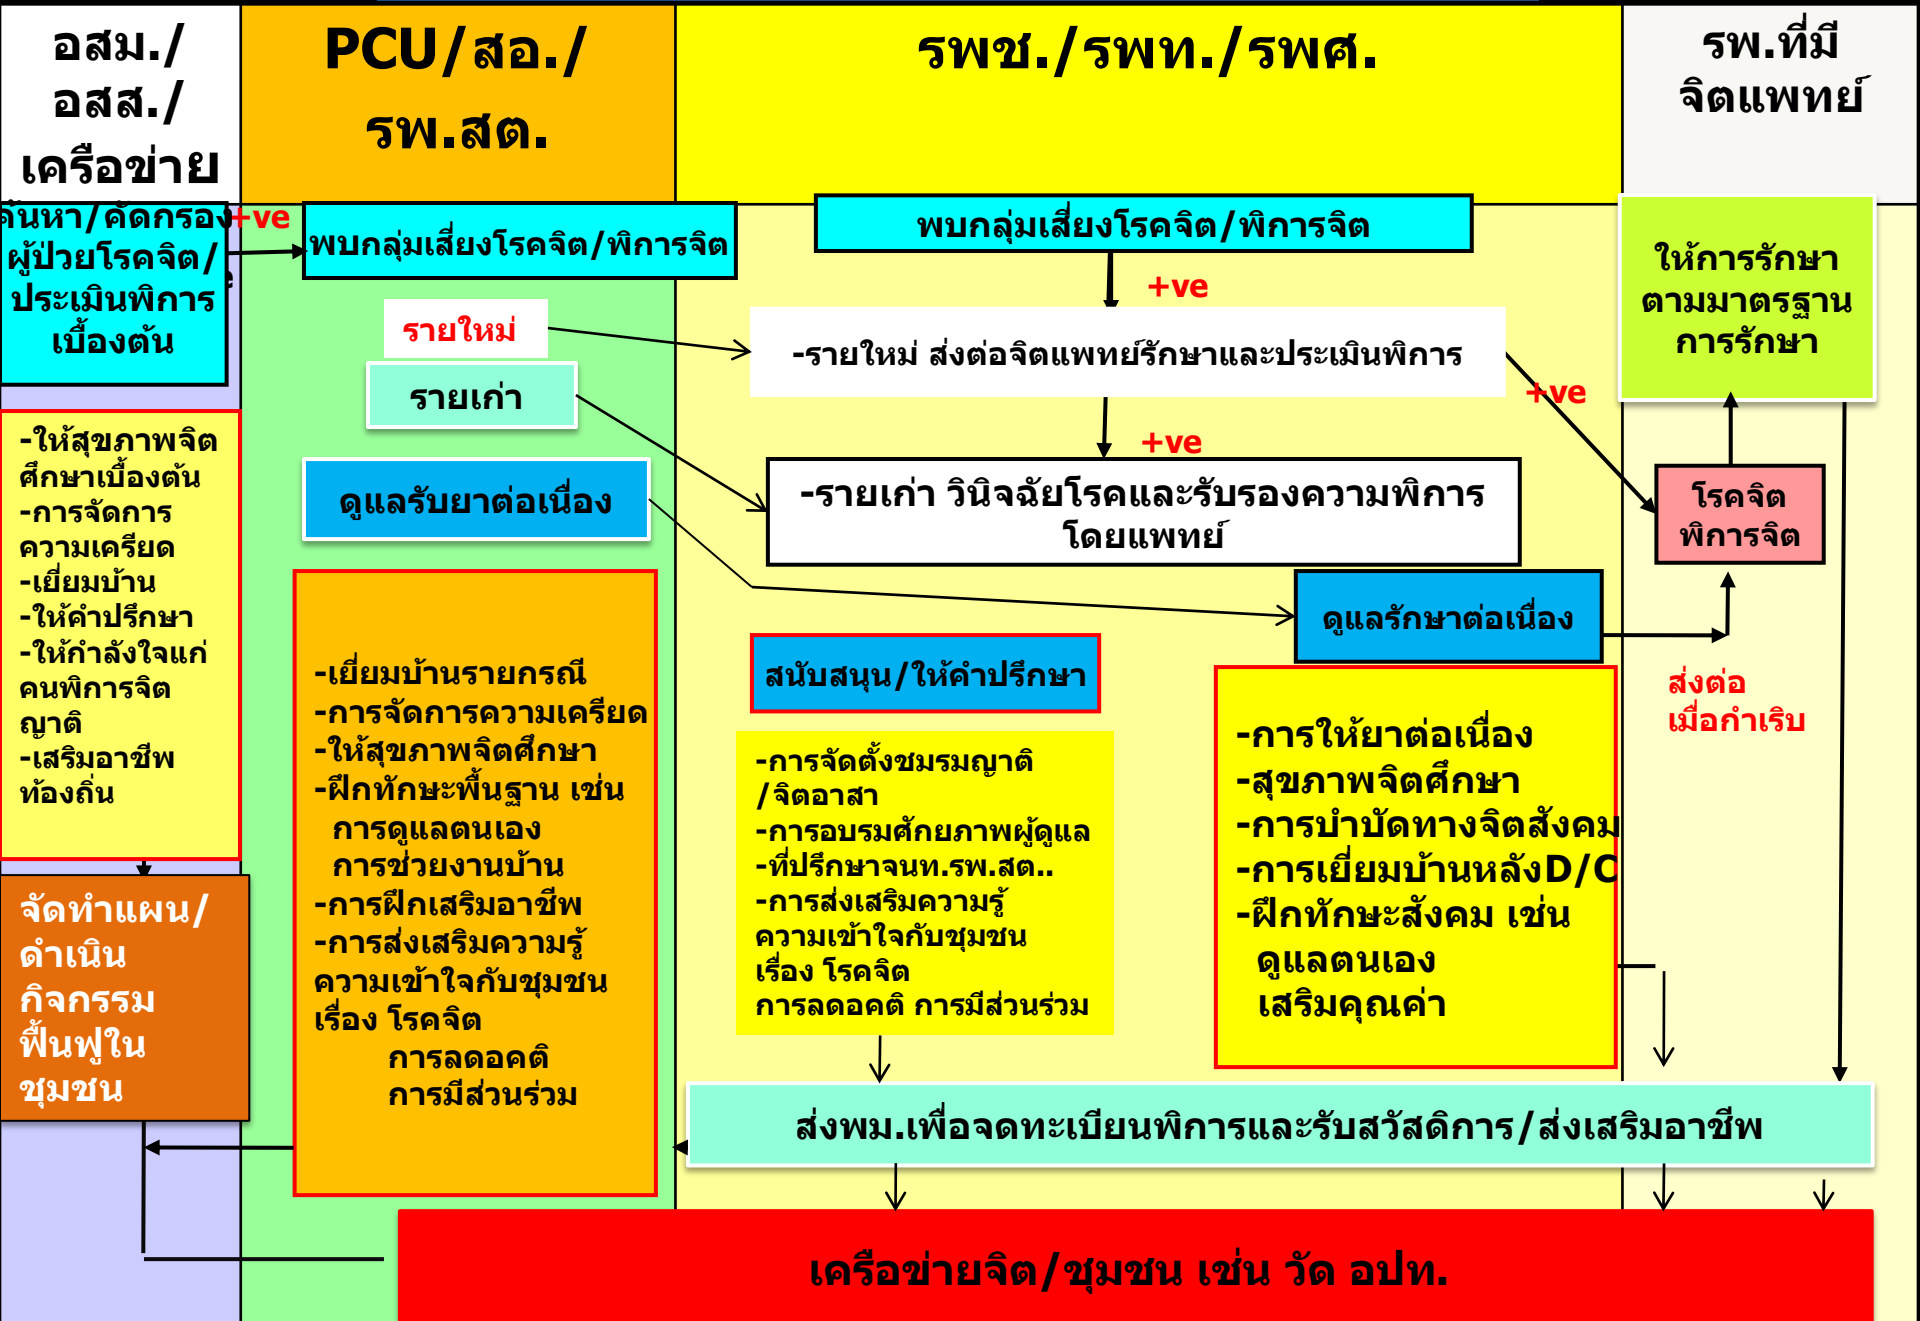 อสม./
อสส./
เครือข่าย
PCU/สอ./
รพ.สต.
รพช./รพท./รพศ.
รพ.ที่มี
จิตแพทย์
ค้นหา/คัดกรอง
ผู้ป่วยโรคจิต/
ประเมินพิการ
เบื้องต้น
+ve
-ให้สุขภาพจิต
ศึกษาเบื้องต้น
-การจัดการ
ความเครียด
-เยี่ยมบ้าน
-ให้คำปรึกษา
-ให้กำลังใจแก่
คนพิการจิต
ญาติ
-เสริมอาชีพ
ท้องถิ่น
จัดทำแผน/
ดำเนิน
กิจกรรม
ฟื้นฟูใน
ชุมชน
พบกลุ่มเสี่ยงโรคจิต/พิการจิต
รายใหม่
รายเก่า
ดูแลรับยาต่อเนื่อง
-เยี่ยมบ้านรายกรณี
-การจัดการความเครียด
-ให้สุขภาพจิตศึกษา
-ฝึกทักษะพื้นฐาน เช่น
การดูแลตนเอง
การช่วยงานบ้าน
-การฝึกเสริมอาชีพ
-การส่งเสริมความรู้
ความเข้าใจกับชุมชน
เรื่อง โรคจิต
การลดอคติ
การมีส่วนร่วม
พบกลุ่มเสี่ยงโรคจิต/พิการจิต
+ve
-รายใหม่ ส่งต่อจิตแพทย์รักษาและประเมินพิการ
+ve
+ve
-รายเก่า วินิจฉัยโรคและรับรองความพิการ
โดยแพทย์
ดูแลรักษาต่อเนื่อง
สนับสนุน/ให้คำปรึกษา
-การจัดตั้งชมรมญาติ
/จิตอาสา
-การอบรมศักยภาพผู้ดูแล
-ที่ปรึกษาจนท.รพ.สต..
-การส่งเสริมความรู้
ความเข้าใจกับชุมชน
เรื่อง โรคจิต
การลดอคติ การมีส่วนร่วม
-การให้ยาต่อเนื่อง
-สุขภาพจิตศึกษา
-การบำบัดทางจิตสังคม
-การเยี่ยมบ้านหลังD/C
-ฝึกทักษะสังคม เช่น
ดูแลตนเอง
เสริมคุณค่า
ให้การรักษา
ตามมาตรฐาน
การรักษา
โรคจิต
พิการจิต
ส่งต่อ
เมื่อกำเริบ
ส่งพม.เพื่อจดทะเบียนพิการและรับสวัสดิการ/ส่งเสริมอาชีพ
เครือข่ายจิต/ชุมชน เช่น วัด อปท.